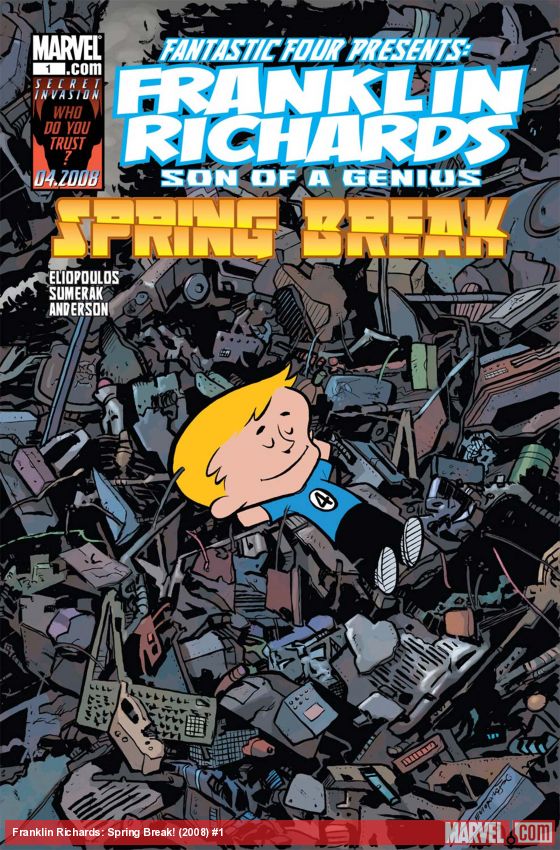 MARVEL
1 .com
SECRET
INVASION
WHO
DO YOU
TRUST
?
04.2008
FANTASTIC FOUR PRESENTS:
FRANKLIN
RICHARDS
SON OF A GENIUS
SPRING BREAK
ELIOPOULOS
SUMERAK
ANDERSON
4
Franklin Richards: Spring Break! (2008) #1
MARVEL.com